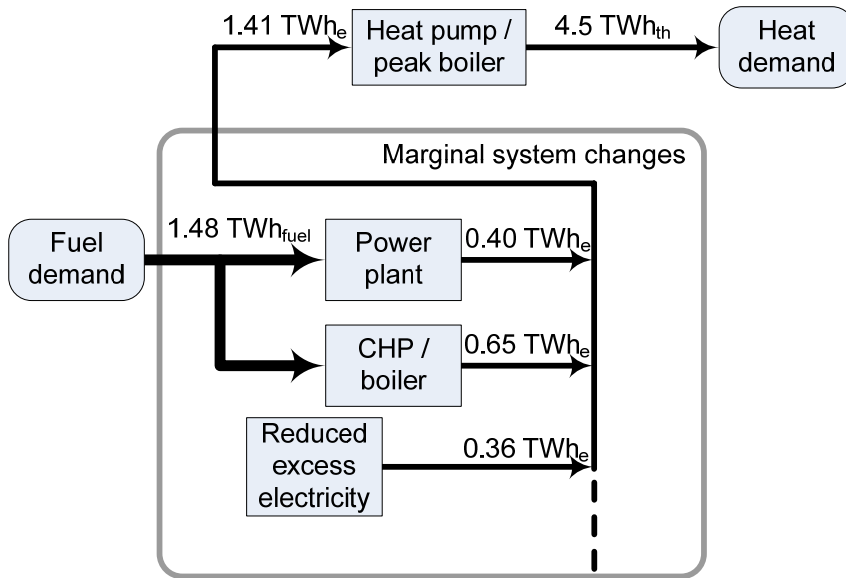 1.41 TWhe
Heat pump /
peak boiler
4.5 TWhth
Heat
demand
Marginal system changes
Fuel
demand
1.48 TWhfuel
Power
plant
0.40 TWhe
CHP /
boiler
0.65 TWhe
Reduced
excess
electricity
0.36 TWhe